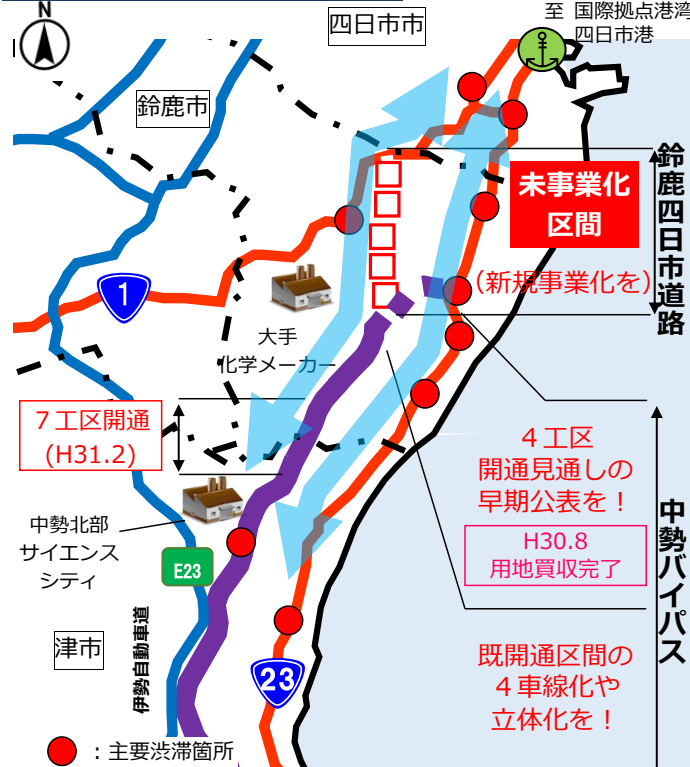 N
四日市市
至 国際拠点港湾
四日市港
鈴鹿市
未事業化
区間
(新規事業化を)
鈴鹿四日市道路
1
大手
化学メーカー
7工区開通
(H31.2)
4工区
開通見通しの
早期公表を！
H30.8
用地買収完了
中勢北部
サイエンス
シティ
E23
中勢バイパス
津市
伊勢自動車道
23
既開通区間の
4車線化や
立体化を！
：主要渋滞箇所